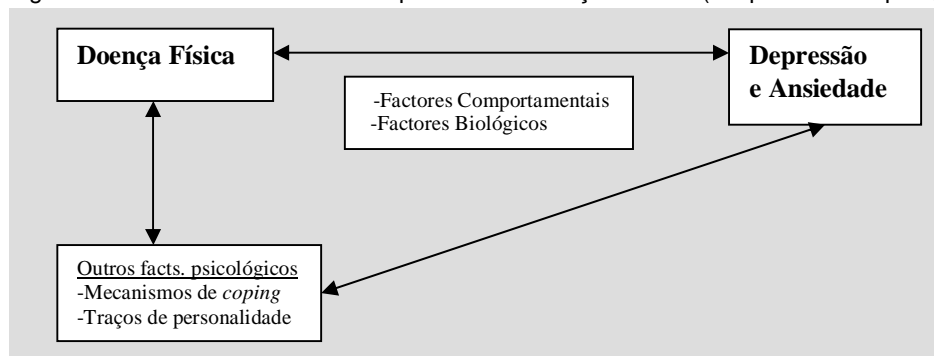 Doença Física
Depressão
e Ansiedade
-Factores Comportamentais
-Factores Biológicos
Outros facts. psicológicos
-Mecanismos de coping
-Traços de personalidade